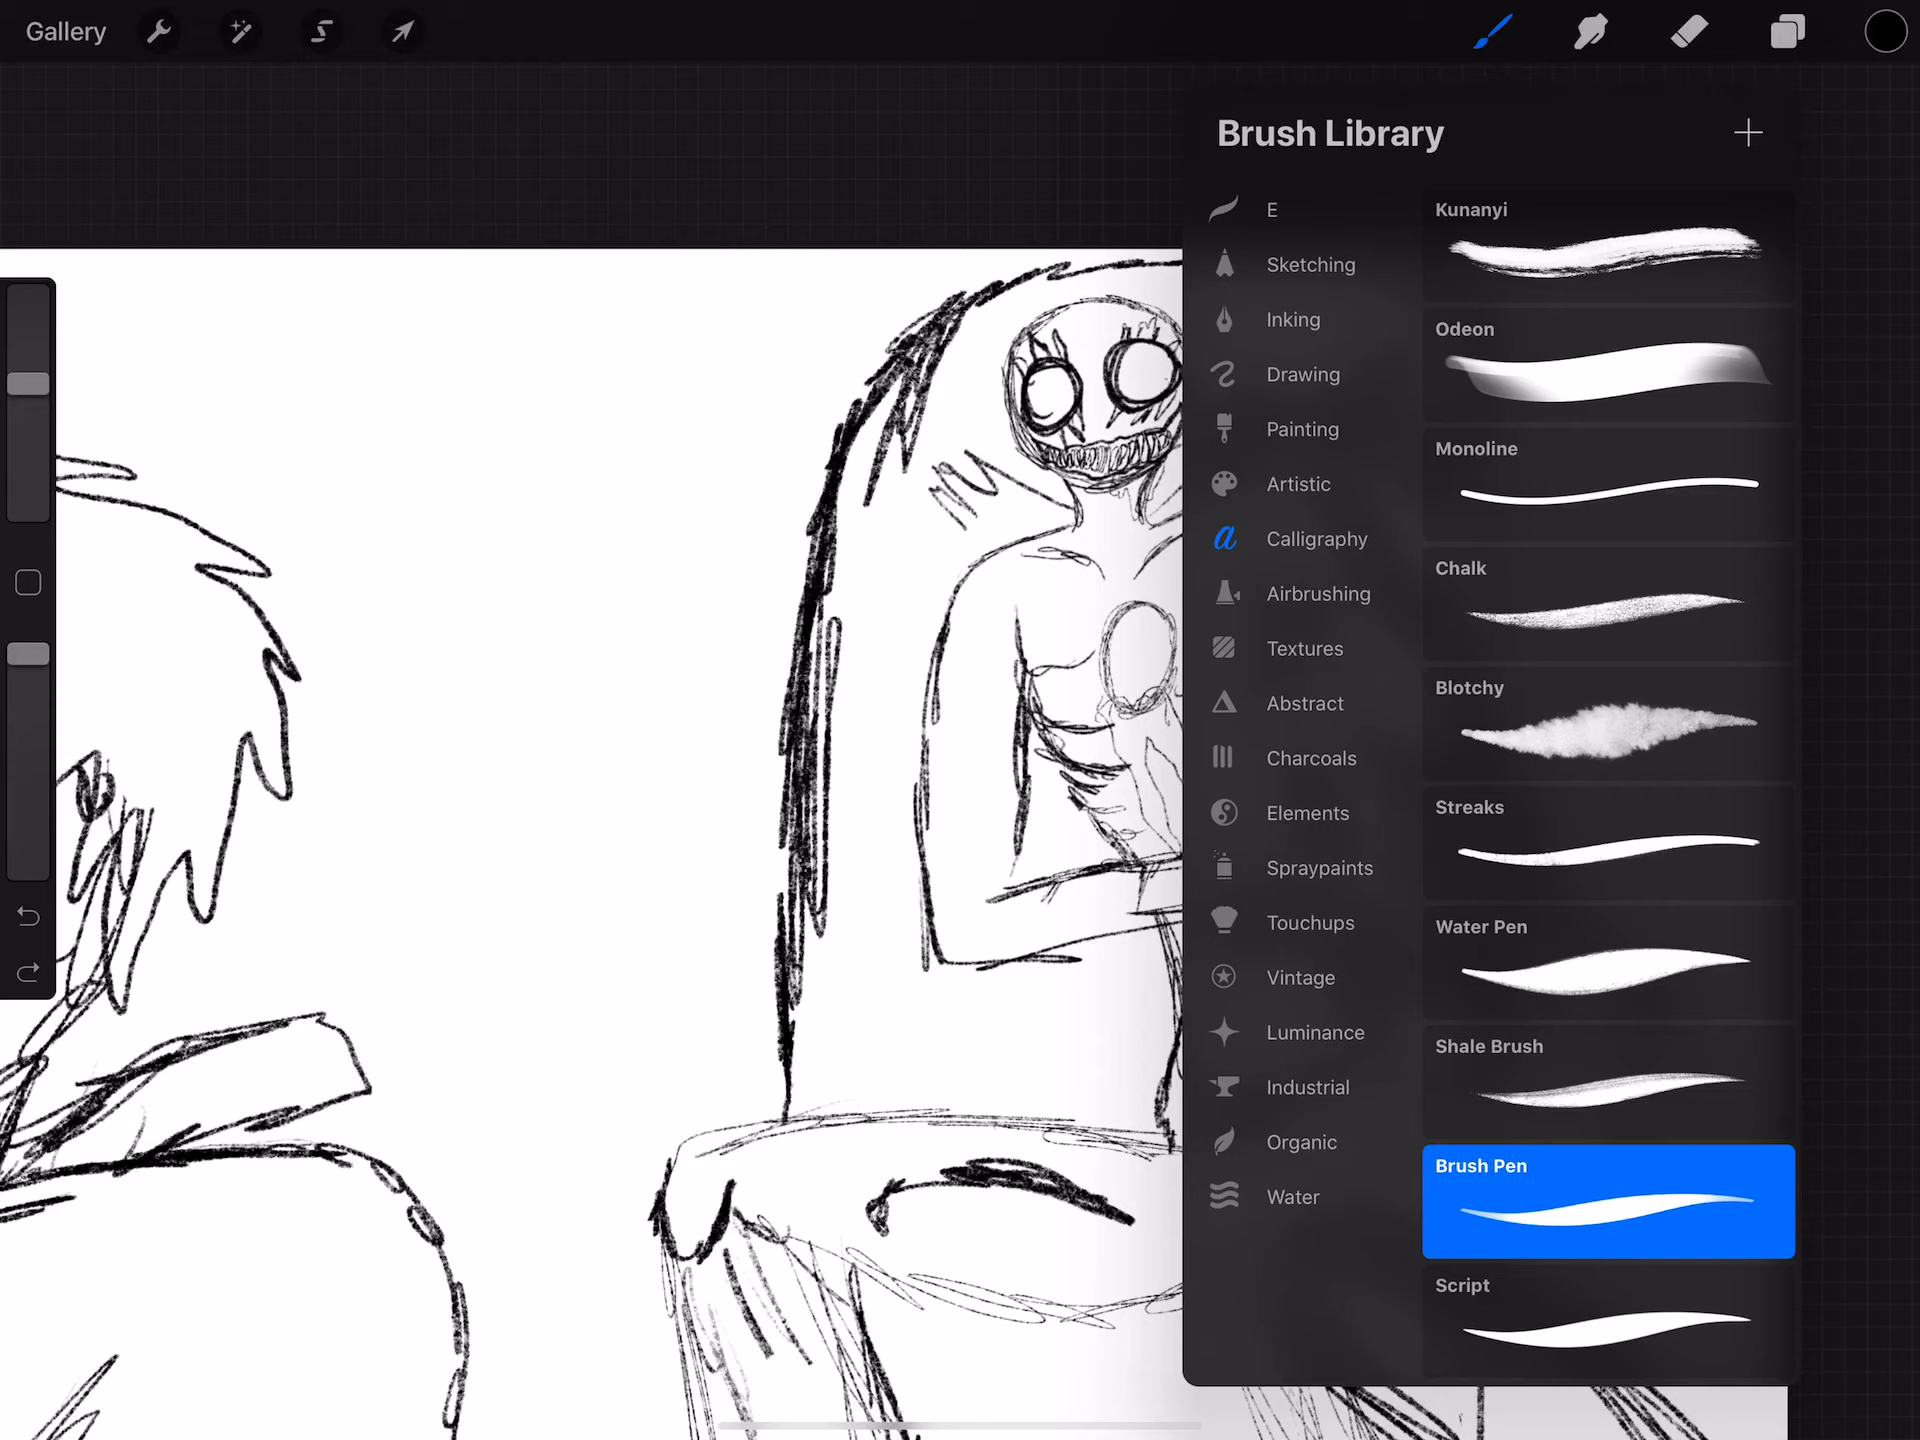 Gallery
Brush Library
E
Sketching
Inking
Drawing
Painting
Artistic
Calligraphy
Airbrushing
Textures
Abstract
Charcoals
Elements
Spraypaints
Touchups
Vintage
Luminance
Industrial
Organic
Water
Kunanyi
Odeon
Monoline
Chalk
Blotchy
Streaks
Water Pen
Shale Brush
Brush Pen
Script